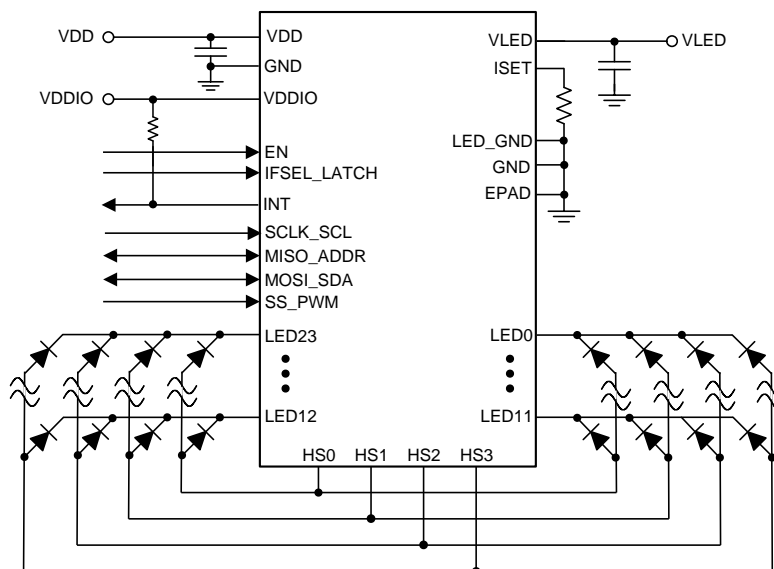 VDD
VDD
GND
VDDIO
VDDIO
EN
IFSEL_LATCH
INT
SCLK_SCL
MISO_ADDR
MOSI_SDA
SS_PWM
LED23
LED12
VLED
VLED
ISET
LED_GND
GND
EPAD
LED0
LED11
HS0 HS1 HS2 HS3